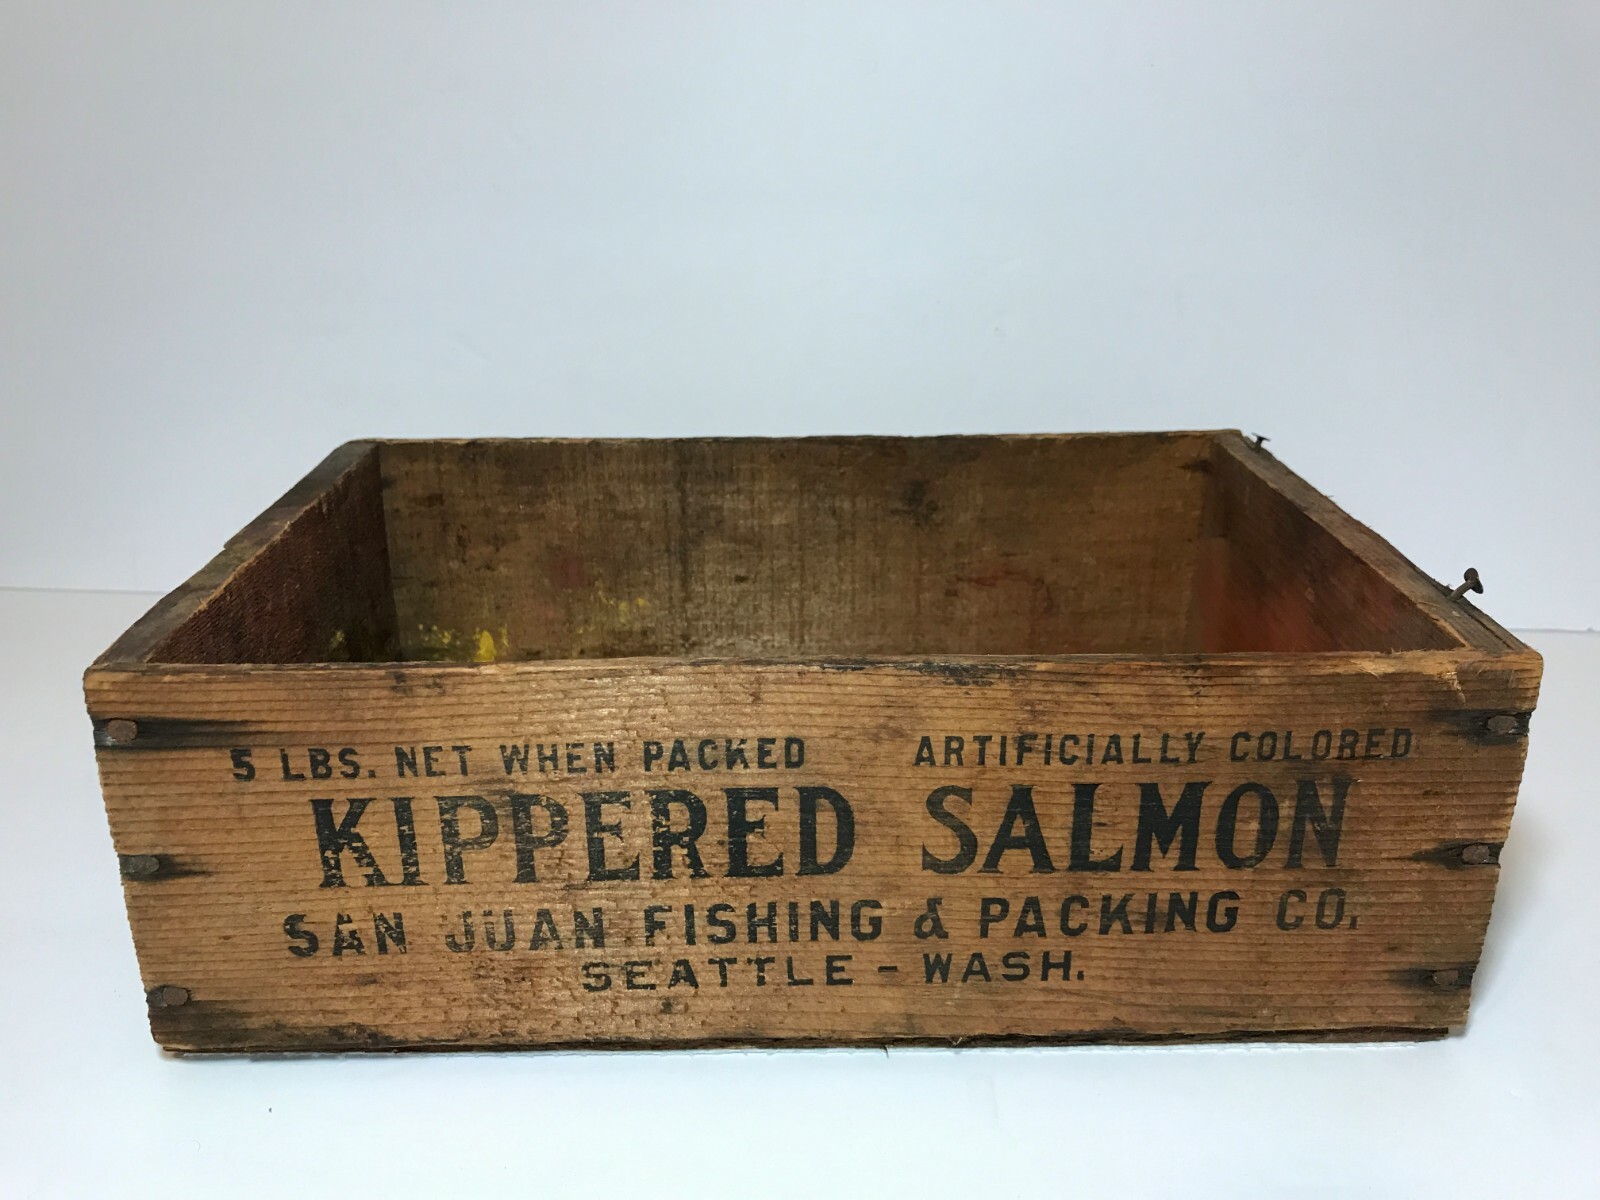 5 LBS. NET WHEN PACKED ARTIFICIALLY COLORED
KIPPERED SALMON
SAN JUAN FISHING & PACKING CO.
SEATTLE - WASH.